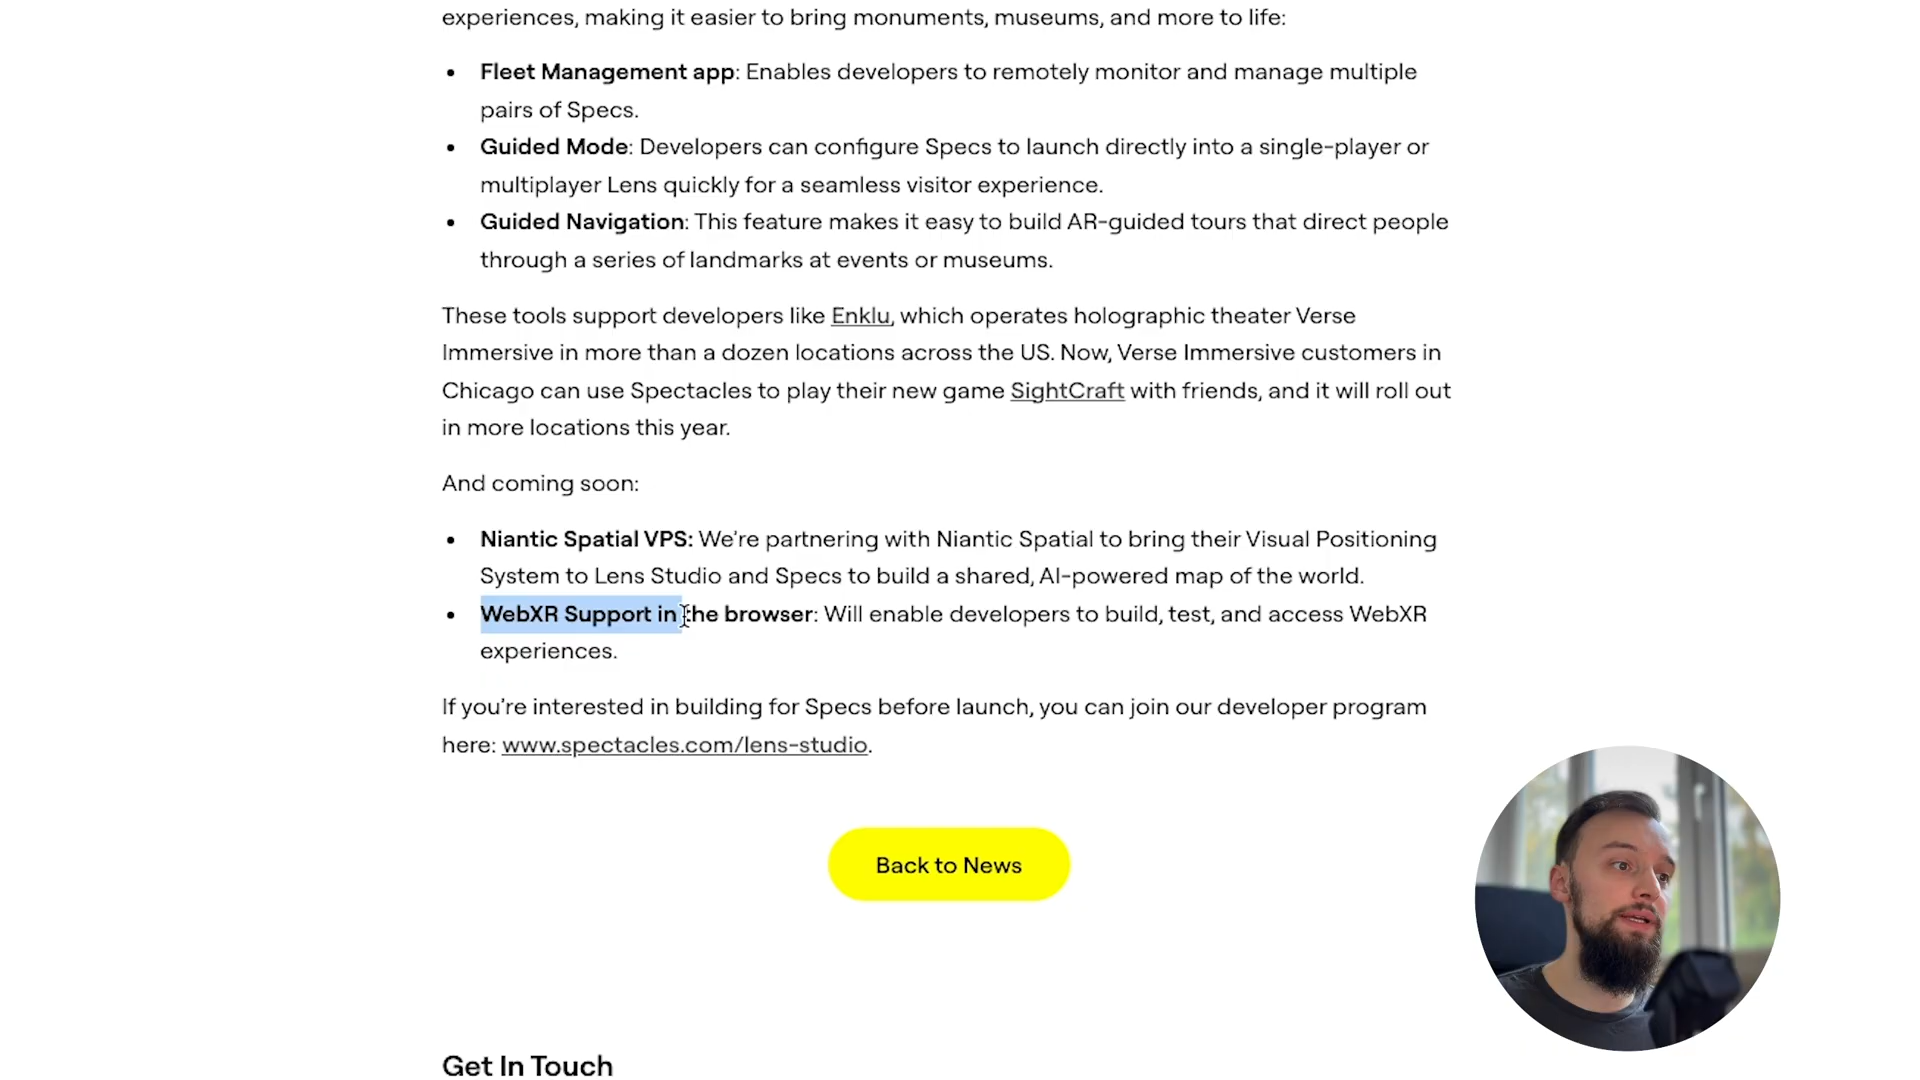 experiences, making it easier to bring monuments, museums, and more to life:
• Fleet Management app: Enables developers to remotely monitor and manage multiple
pairs of Specs.
• Guided Mode: Developers can configure Specs to launch directly into a single-player or
multiplayer Lens quickly for a seamless visitor experience.
• Guided Navigation: This feature makes it easy to build AR-guided tours that direct people
through a series of landmarks at events or museums.
These tools support developers like Enklu, which operates holographic theater Verse
Immersive in more than a dozen locations across the US. Now, Verse Immersive customers in
Chicago can use Spectacles to play their new game SightCraft with friends, and it will roll out
in more locations this year.
And coming soon:
• Niantic Spatial VPS: We're partnering with Niantic Spatial to bring their Visual Positioning
System to Lens Studio and Specs to build a shared, AI-powered map of the world.
• WebXR Support in the browser: Will enable developers to build, test, and access WebXR
experiences.
If you're interested in building for Specs before launch, you can join our developer program
here: www.spectacles.com/lens-studio.
Back to News
Get In Touch